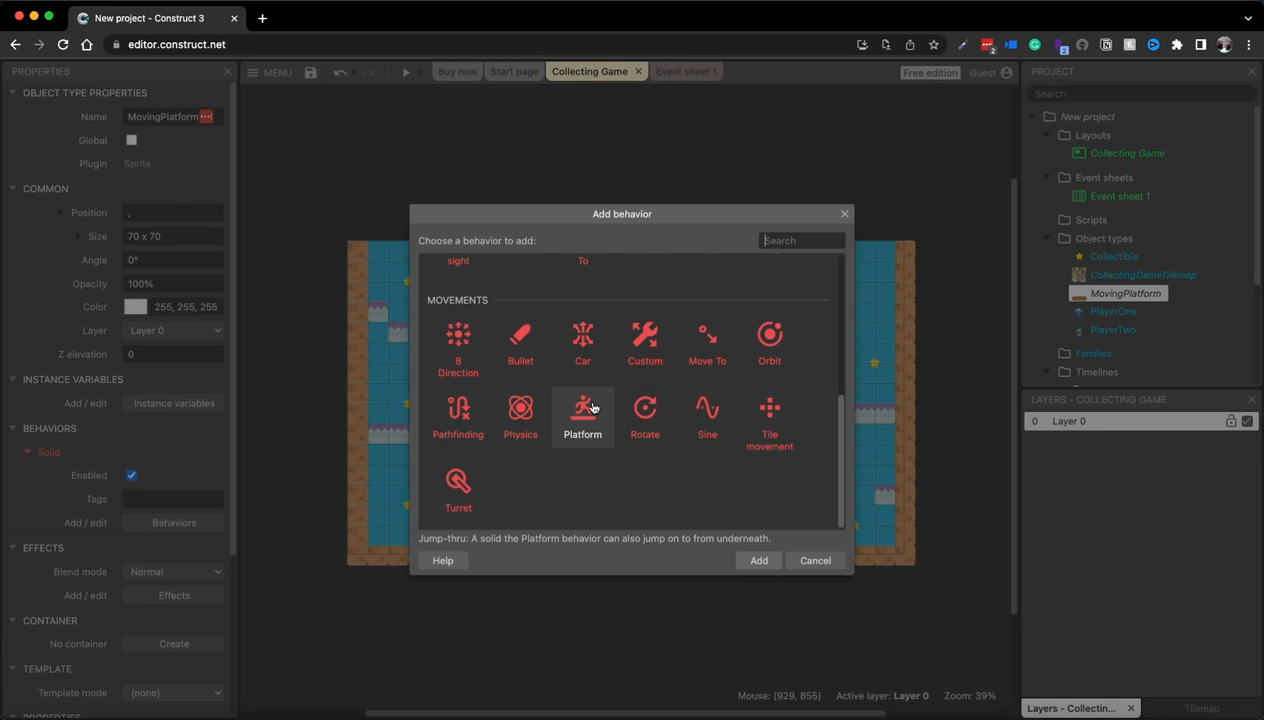 New project - Construct 3
editor.construct.net
2
2
PROPERTIES
MENU
Buy now
Start page
Collecting Game
Event sheet 1
Free edition
Guest
PROJECT
OBJECT TYPE PROPERTIES
Name MovingPlatform
Global
Plugin Sprite
COMMON
Position ,
Size 70 x 70
Angle 0°
Opacity 100%
Color 255, 255, 255
Layer Layer 0
Z elevation 0
INSTANCE VARIABLES
Add / edit Instance variables
BEHAVIORS
Solid
Enabled
Tags
Add / edit Behaviors
EFFECTS
Blend mode Normal
Add / edit Effects
CONTAINER
No container Create
TEMPLATE
Template mode (none)
PROPERTIES
Add behavior
Choose a behavior to add:
Search
sight
To
MOVEMENTS
8 Direction
Bullet
Car
Custom
Move To
Orbit
Pathfinding
Physics
Platform
Rotate
Sine
Tile movement
Turret
Jump-thru: A solid the Platform behavior can also jump on to from underneath.
Help
Add
Cancel
Mouse: (929, 855) Active layer: Layer 0 Zoom: 39%
Search
New project
Layouts
Collecting Game
Event sheets
Event sheet 1
Scripts
Object types
Collectible
CollectingGameTilemap
MovingPlatform
PlayerOne
PlayerTwo
Families
Timelines
LAYERS - COLLECTING GAME
0 Layer 0
Layers - Collectin...
Tilemap